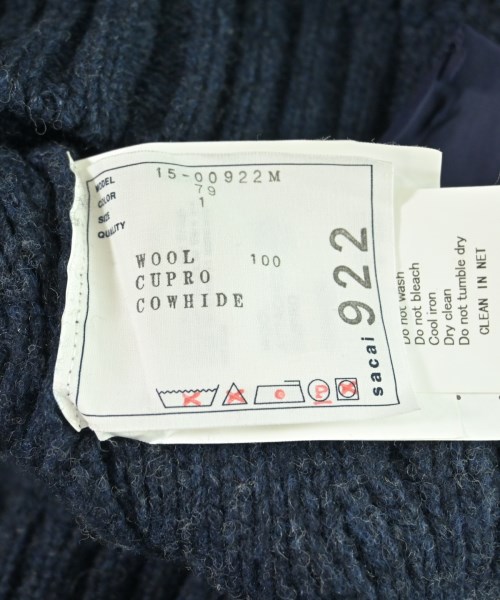 MODEL 15-00922M
COLOR 79
SIZE 1
QUALITY
WOOL 100
CUPRO
COWHIDE
sacai 922
Do not wash
Do not bleach
Cool iron
Dry clean
Do not tumble dry
CLEAN IN NET